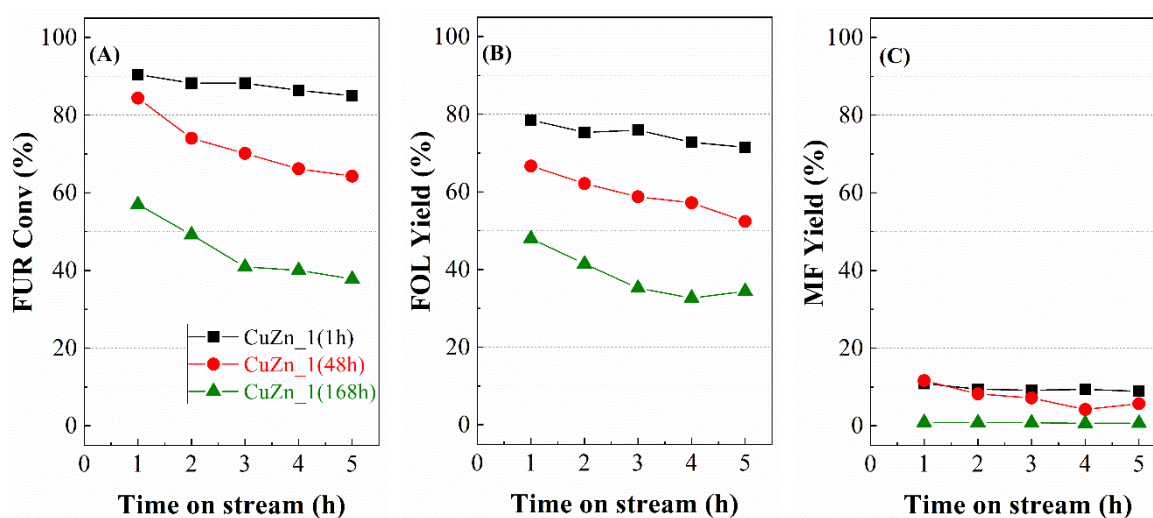 (A)
FUR Conv (%)
100
80
60
40
20
0
CuZn_1(1h)
CuZn_1(48h)
CuZn_1(168h)
0 1 2 3 4 5
Time on stream (h)
(B)
FOL Yield (%)
100
80
60
40
20
0
0 1 2 3 4 5
Time on stream (h)
(C)
MF Yield (%)
100
80
60
40
20
0
0 1 2 3 4 5
Time on stream (h)